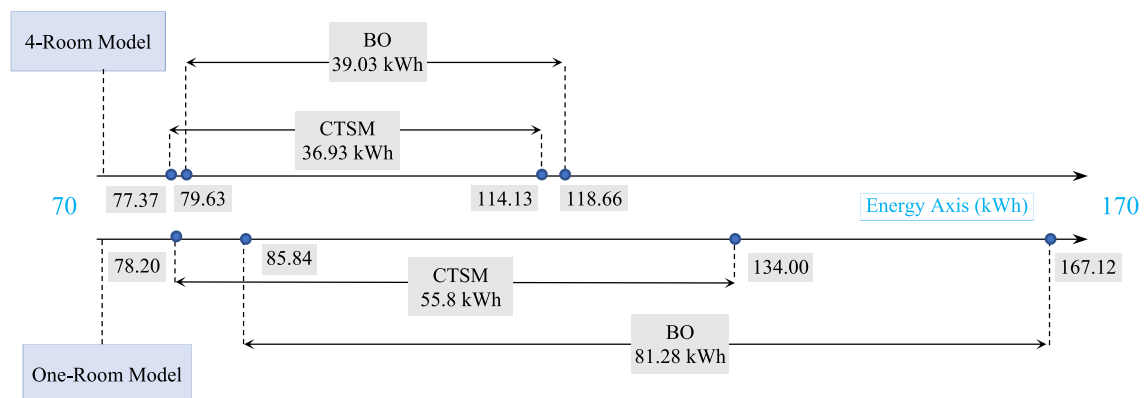 4-Room Model
BO
39.03 kWh
CTSM
36.93 kWh
77.37
79.63
114.13
118.66
70
Energy Axis (kWh)
170
78.20
85.84
134.00
167.12
CTSM
55.8 kWh
BO
81.28 kWh
One-Room Model